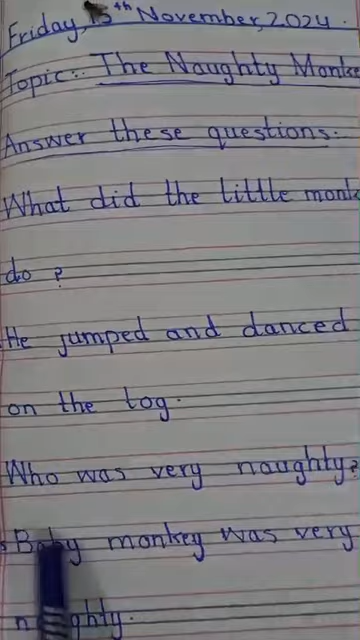 Friday, 15th November, 2024.
Topic:- The Naughty Monke
Answer these questions:-
What did the little monk
do ?
He jumped and danced
on the log.
Who was very naughty?
Baby monkey was very
naughty.